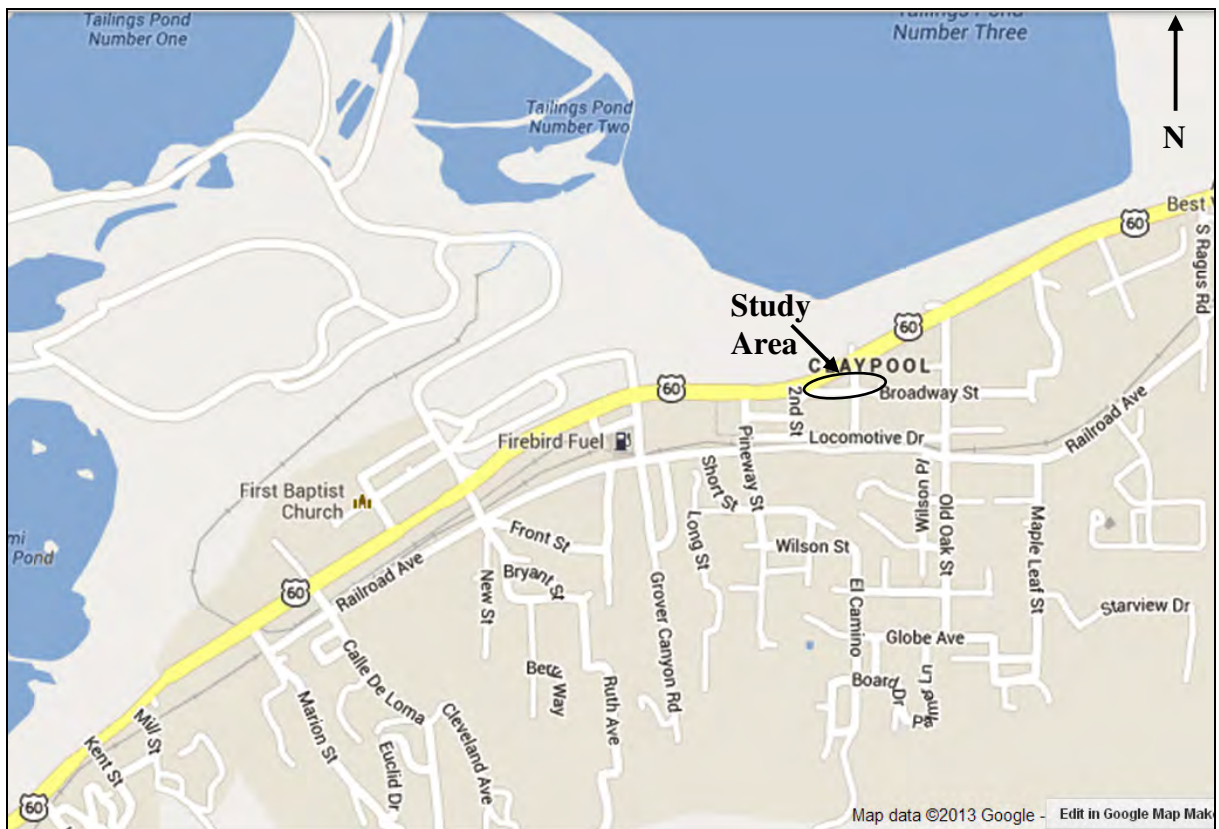 Tailings Pond
Number One
Tailings Pond
Number Three
N
Tailings Pond
Number Two
60
Best
S Ragus Rd
Study
Area
60
CLAYPOOL
60
Broadway St
2nd St
Locomotive Dr
Railroad Ave
Firebird Fuel
Pineway St
Short St
First Baptist
Church
Wilson Pl
Old Oak St
Maple Leaf St
Long St
Front St
Wilson St
Pond
Bryant St
New St
60
Railroad Ave
El Camino
Grover Canyon Rd
Starview Dr
Globe Ave
Berry Way
Ruth Ave
Calle De Loma
Board Dr
Marion St
Cleveland Ave
Euclid Dr
Mill St
Kent St
60
Map data ©2013 Google -
Edit in Google Map Mak